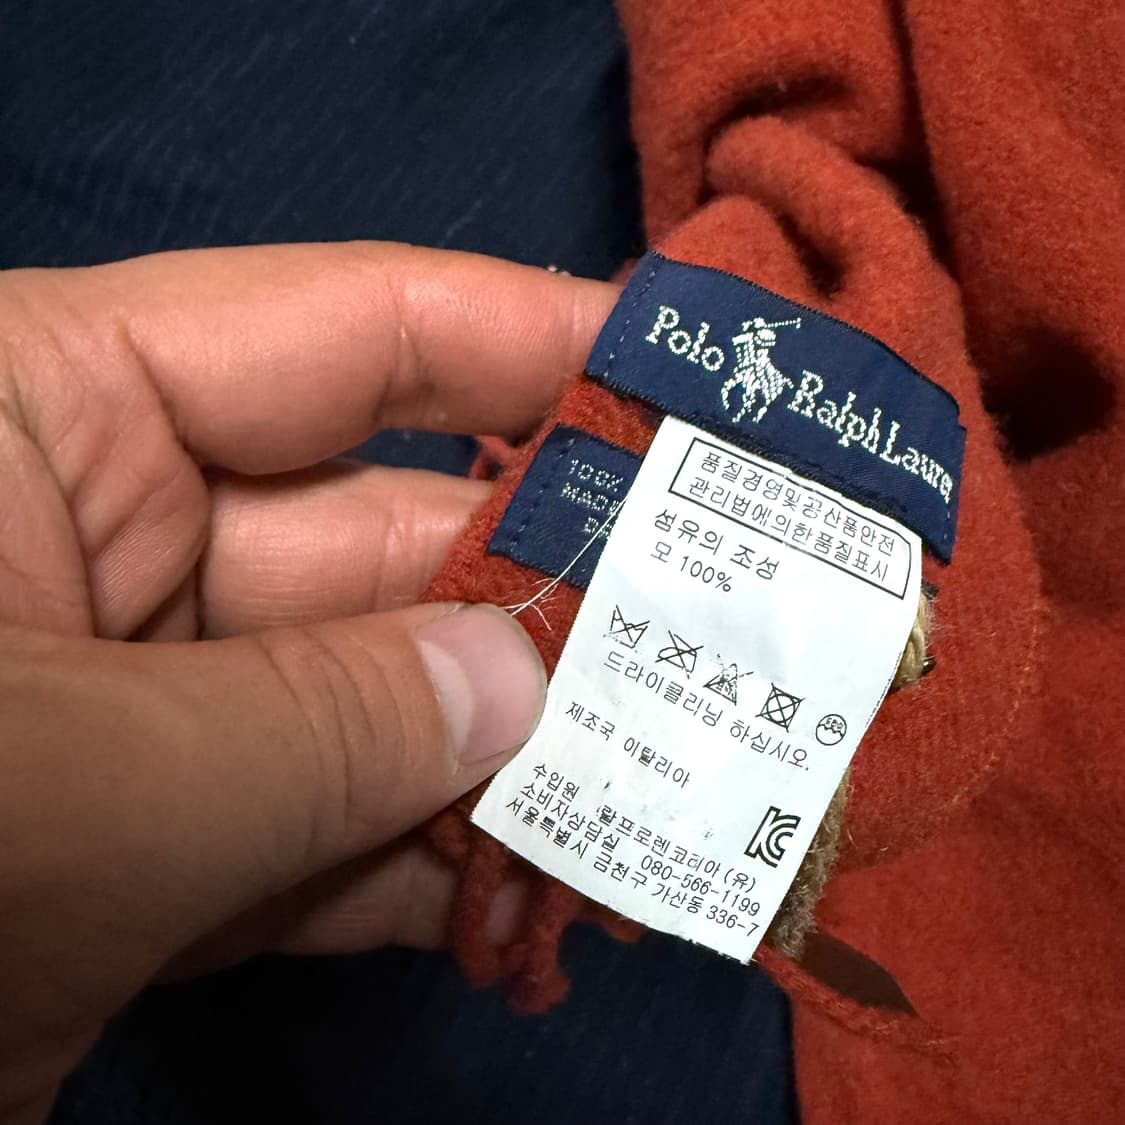 Polo Ralph Lauren
100%
MADE
품질경영및공산품안전
관리법에의한품질표시
섬유의 조성
모 100%
드라이클리닝 하십시오.
제조국 이탈리아
수입원 랄프로렌코리아(유)
소비자상담실 080-566-1199
서울특별시 금천구 가산동 336-7